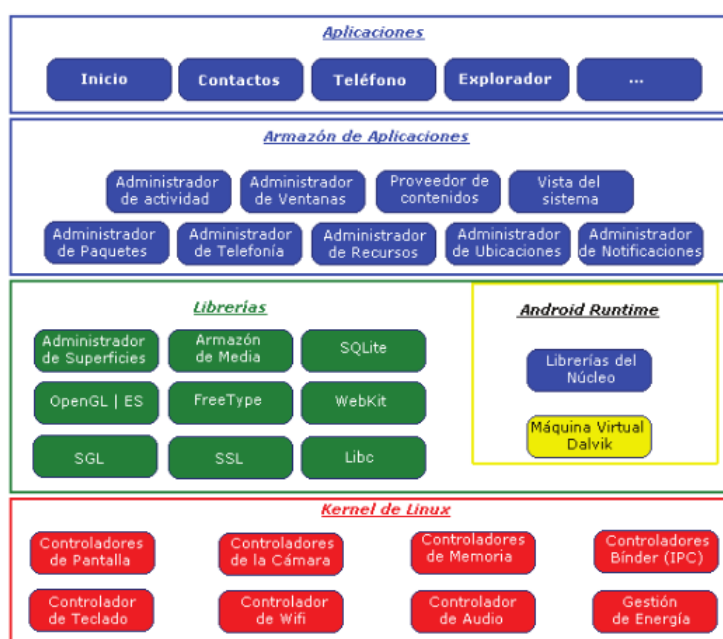 Aplicaciones
Inicio
Contactos
Teléfono
Explorador
...
Armazón de Aplicaciones
Administrador
de actividad
Administrador
de Ventanas
Proveedor de
contenidos
Vista del
sistema
Administrador
de Paquetes
Administrador
de Telefonía
Administrador
de Recursos
Administrador
de Ubicaciones
Administrador
de Notificaciones
Librerías
Administrador
de Superficies
Armazón
de Media
SQLite
OpenGL | ES
FreeType
WebKit
SGL
SSL
Libc
Android Runtime
Librerías del
Núcleo
Máquina Virtual
Dalvik
Kernel de Linux
Controladores
de Pantalla
Controladores
de la Cámara
Controladores
de Memoria
Controladores
Bínder (IPC)
Controlador
de Teclado
Controlador
de Wifi
Controlador
de Audio
Gestión
de Energía